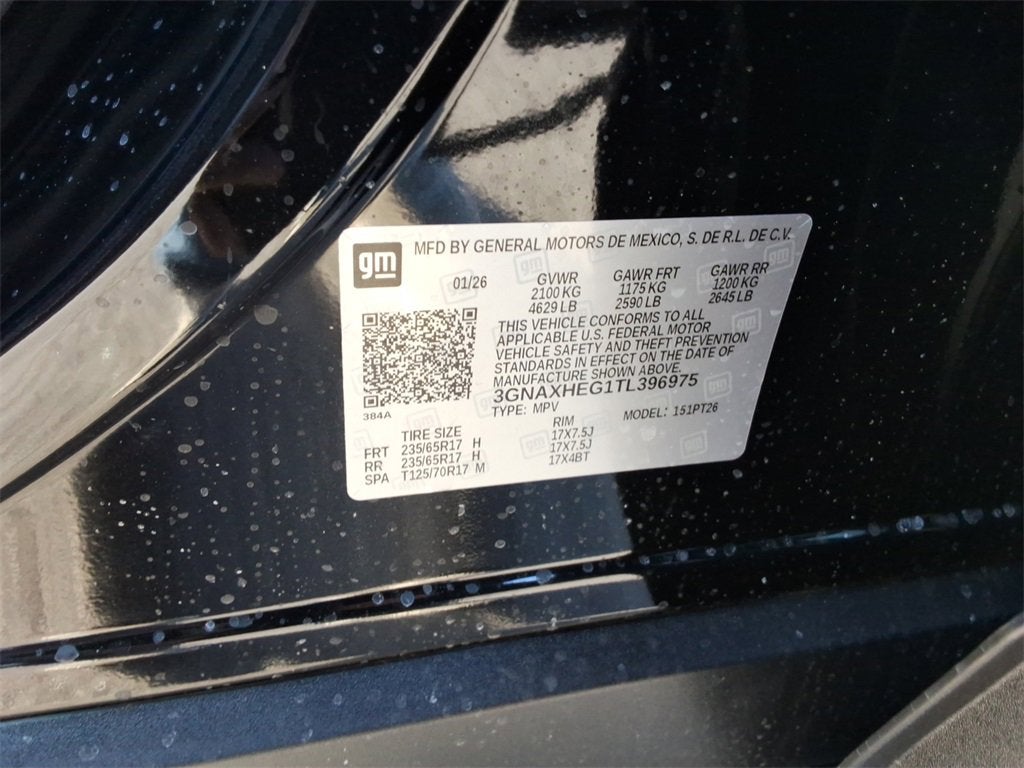 gm
MFD BY GENERAL MOTORS DE MEXICO, S. DE R.L. DE C.V.
01/26 GVWR GAWR FRT GAWR RR
2100 KG 1175 KG 1200 KG
4629 LB 2590 LB 2645 LB
THIS VEHICLE CONFORMS TO ALL
APPLICABLE U.S. FEDERAL MOTOR
VEHICLE SAFETY AND THEFT PREVENTION
STANDARDS IN EFFECT ON THE DATE OF
MANUFACTURE SHOWN ABOVE.
3GNAXHEG1TL396975
384A
TYPE: MPV MODEL: 151PT26
TIRE SIZE RIM
FRT 235/65R17 H 17X7.5J
RR 235/65R17 H 17X7.5J
SPA T125/70R17 M 17X4BT